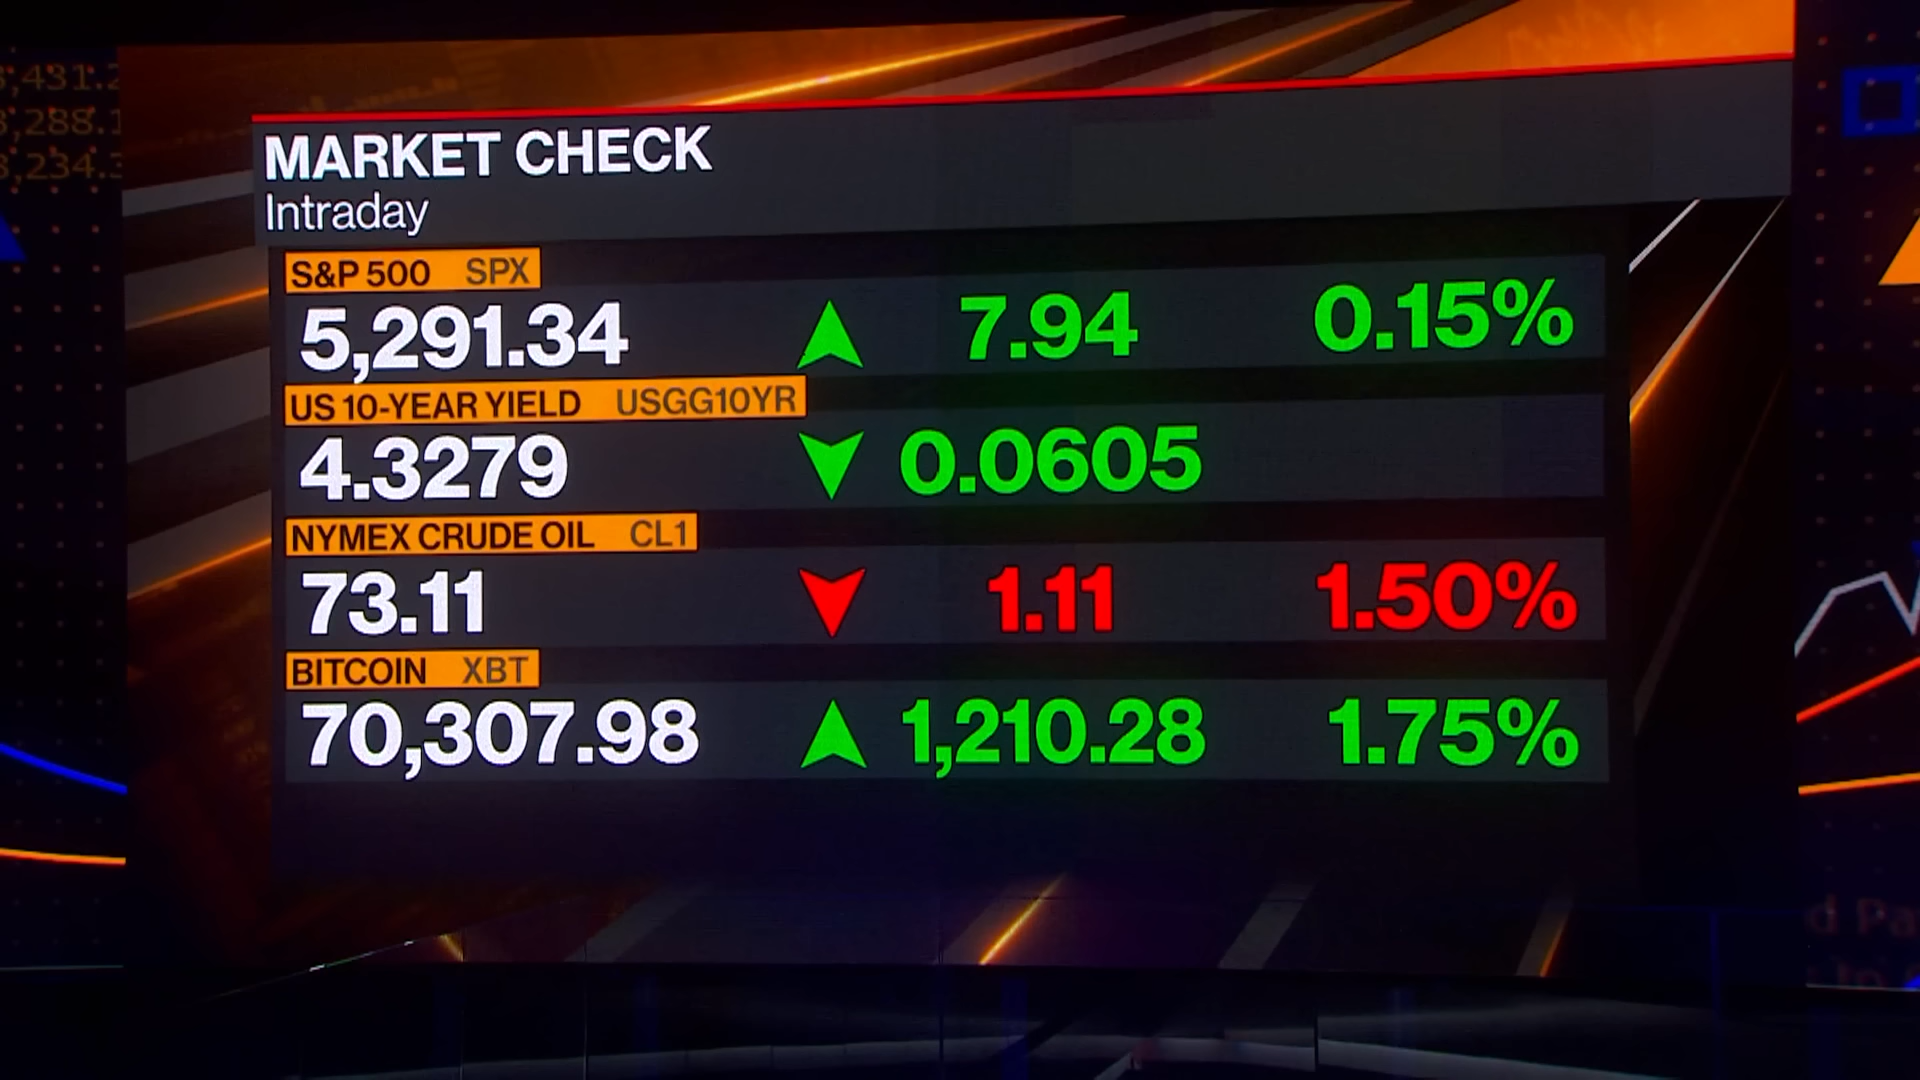 MARKET CHECK
Intraday
S&P 500 SPX
5,291.34 ▲ 7.94 0.15%
US 10-YEAR YIELD USGG10YR
4.3279 ▼ 0.0605
NYMEX CRUDE OIL CL1
73.11 ▼ 1.11 1.50%
BITCOIN XBT
70,307.98 ▲ 1,210.28 1.75%